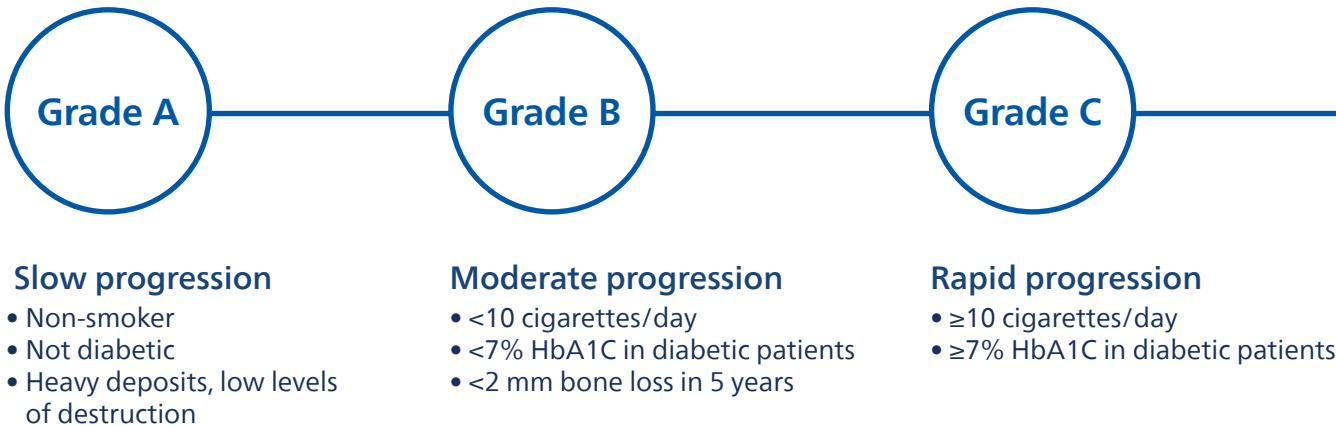 Grade A
Grade B
Grade C
Slow progression
• Non-smoker
• Not diabetic
• Heavy deposits, low levels
of destruction
Moderate progression
• <10 cigarettes/day
• <7% HbA1C in diabetic patients
• <2 mm bone loss in 5 years
Rapid progression
• ≥10 cigarettes/day
• ≥7% HbA1C in diabetic patients